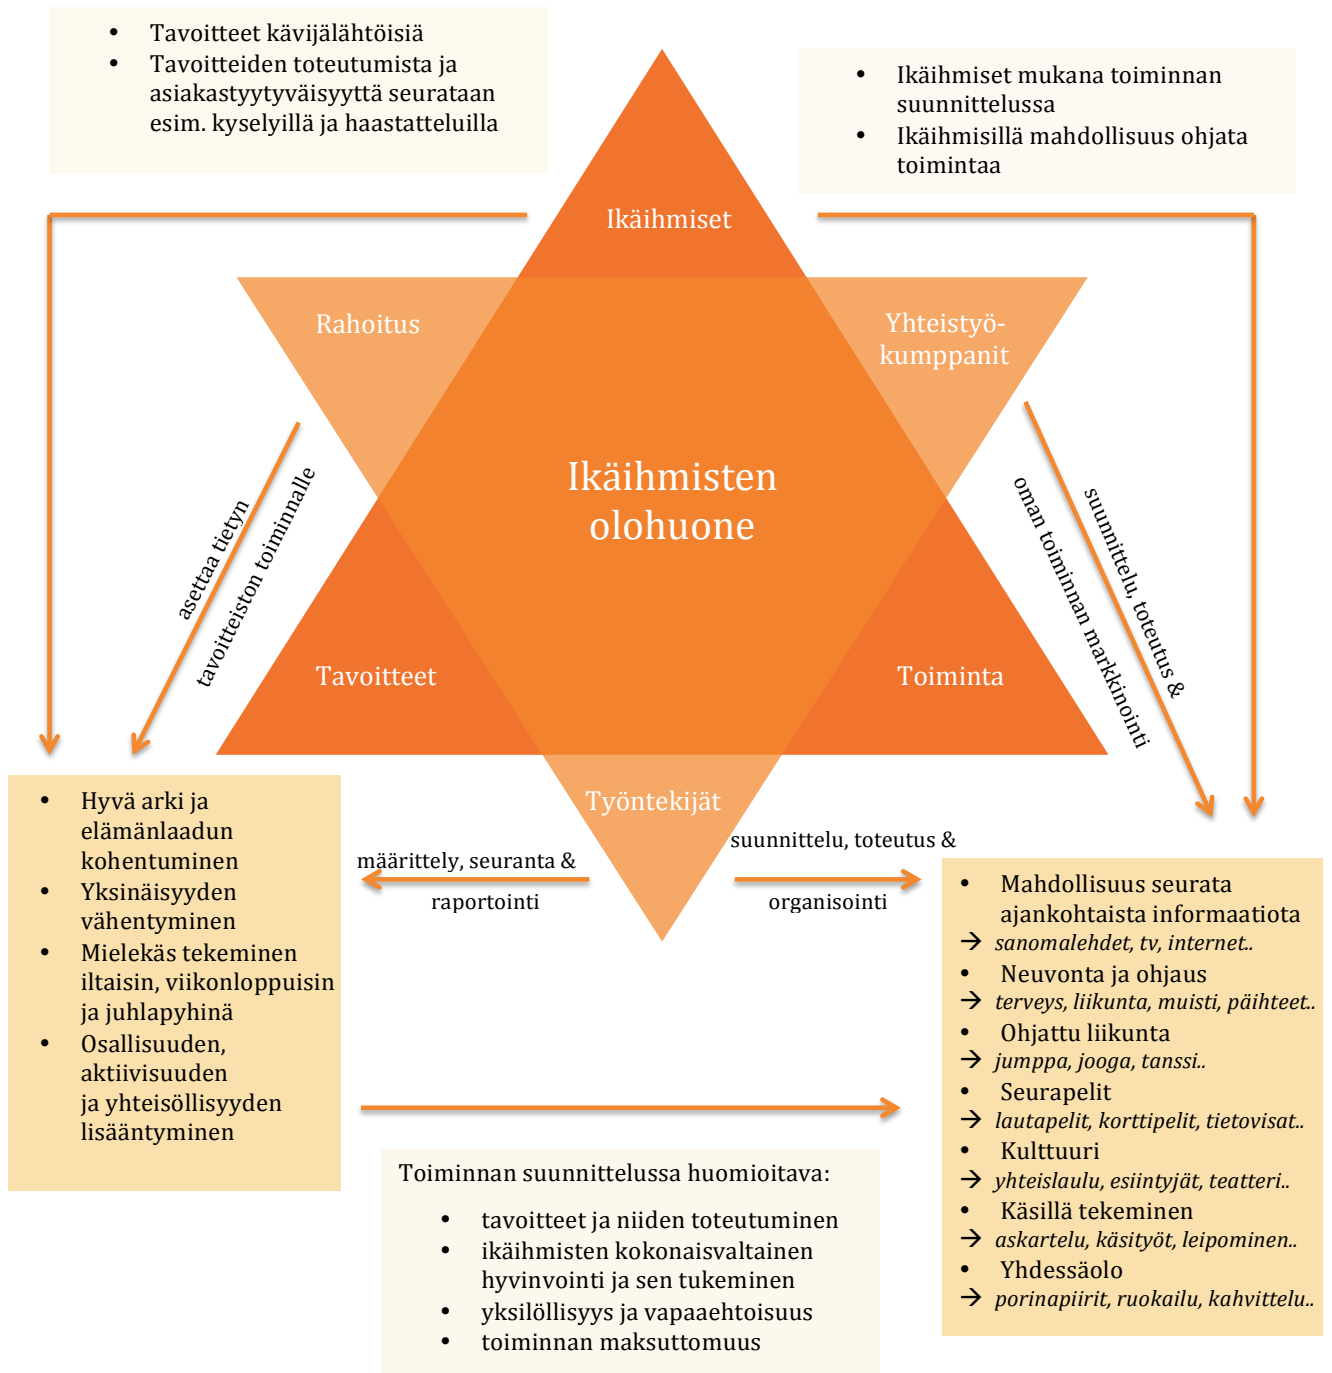 • Tavoitteet kävijälähtöisiä
• Tavoitteiden toteutumista ja
asiakastyytyväisyyttä seurataan
esim. kyselyillä ja haastatteluilla
• Ikäihmiset mukana toiminnan
suunnittelussa
• Ikäihmisillä mahdollisuus ohjata
toimintaa
Ikäihmiset
Rahoitus
Yhteistyö-
kumppanit
Ikäihmisten
olohuone
asettaa tietyn
tavoitteiston toiminnalle
suunnittelu, toteutus &
oman toiminnan markkinointi
Tavoitteet
Toiminta
Työntekijät
määrittely, seuranta &
raportointi
suunnittelu, toteutus &
organisointi
• Hyvä arki ja
elämänlaadun
kohentuminen
• Yksinäisyyden
vähentyminen
• Mielekäs tekeminen
iltaisin, viikonloppuisin
ja juhlapyhinä
• Osallisuuden,
aktiivisuuden
ja yhteisöllisyyden
lisääntyminen
• Mahdollisuus seurata
ajankohtaista informaatiota
→ sanomalehdet, tv, internet..
• Neuvonta ja ohjaus
→ terveys, liikunta, muisti, päihteet..
• Ohjattu liikunta
→ jumppa, jooga, tanssi..
• Seurapelit
→ lautapelit, korttipelit, tietovisat..
• Kulttuuri
→ yhteislaulu, esiintyjät, teatteri..
• Käsillä tekeminen
→ askartelu, käsityöt, leipominen..
• Yhdessäolo
→ porinapiirit, ruokailu, kahvittelu..
Toiminnan suunnittelussa huomioitava:
• tavoitteet ja niiden toteutuminen
• ikäihmisten kokonaisvaltainen
hyvinvointi ja sen tukeminen
• yksilöllisyys ja vapaaehtoisuus
• toiminnan maksuttomuus